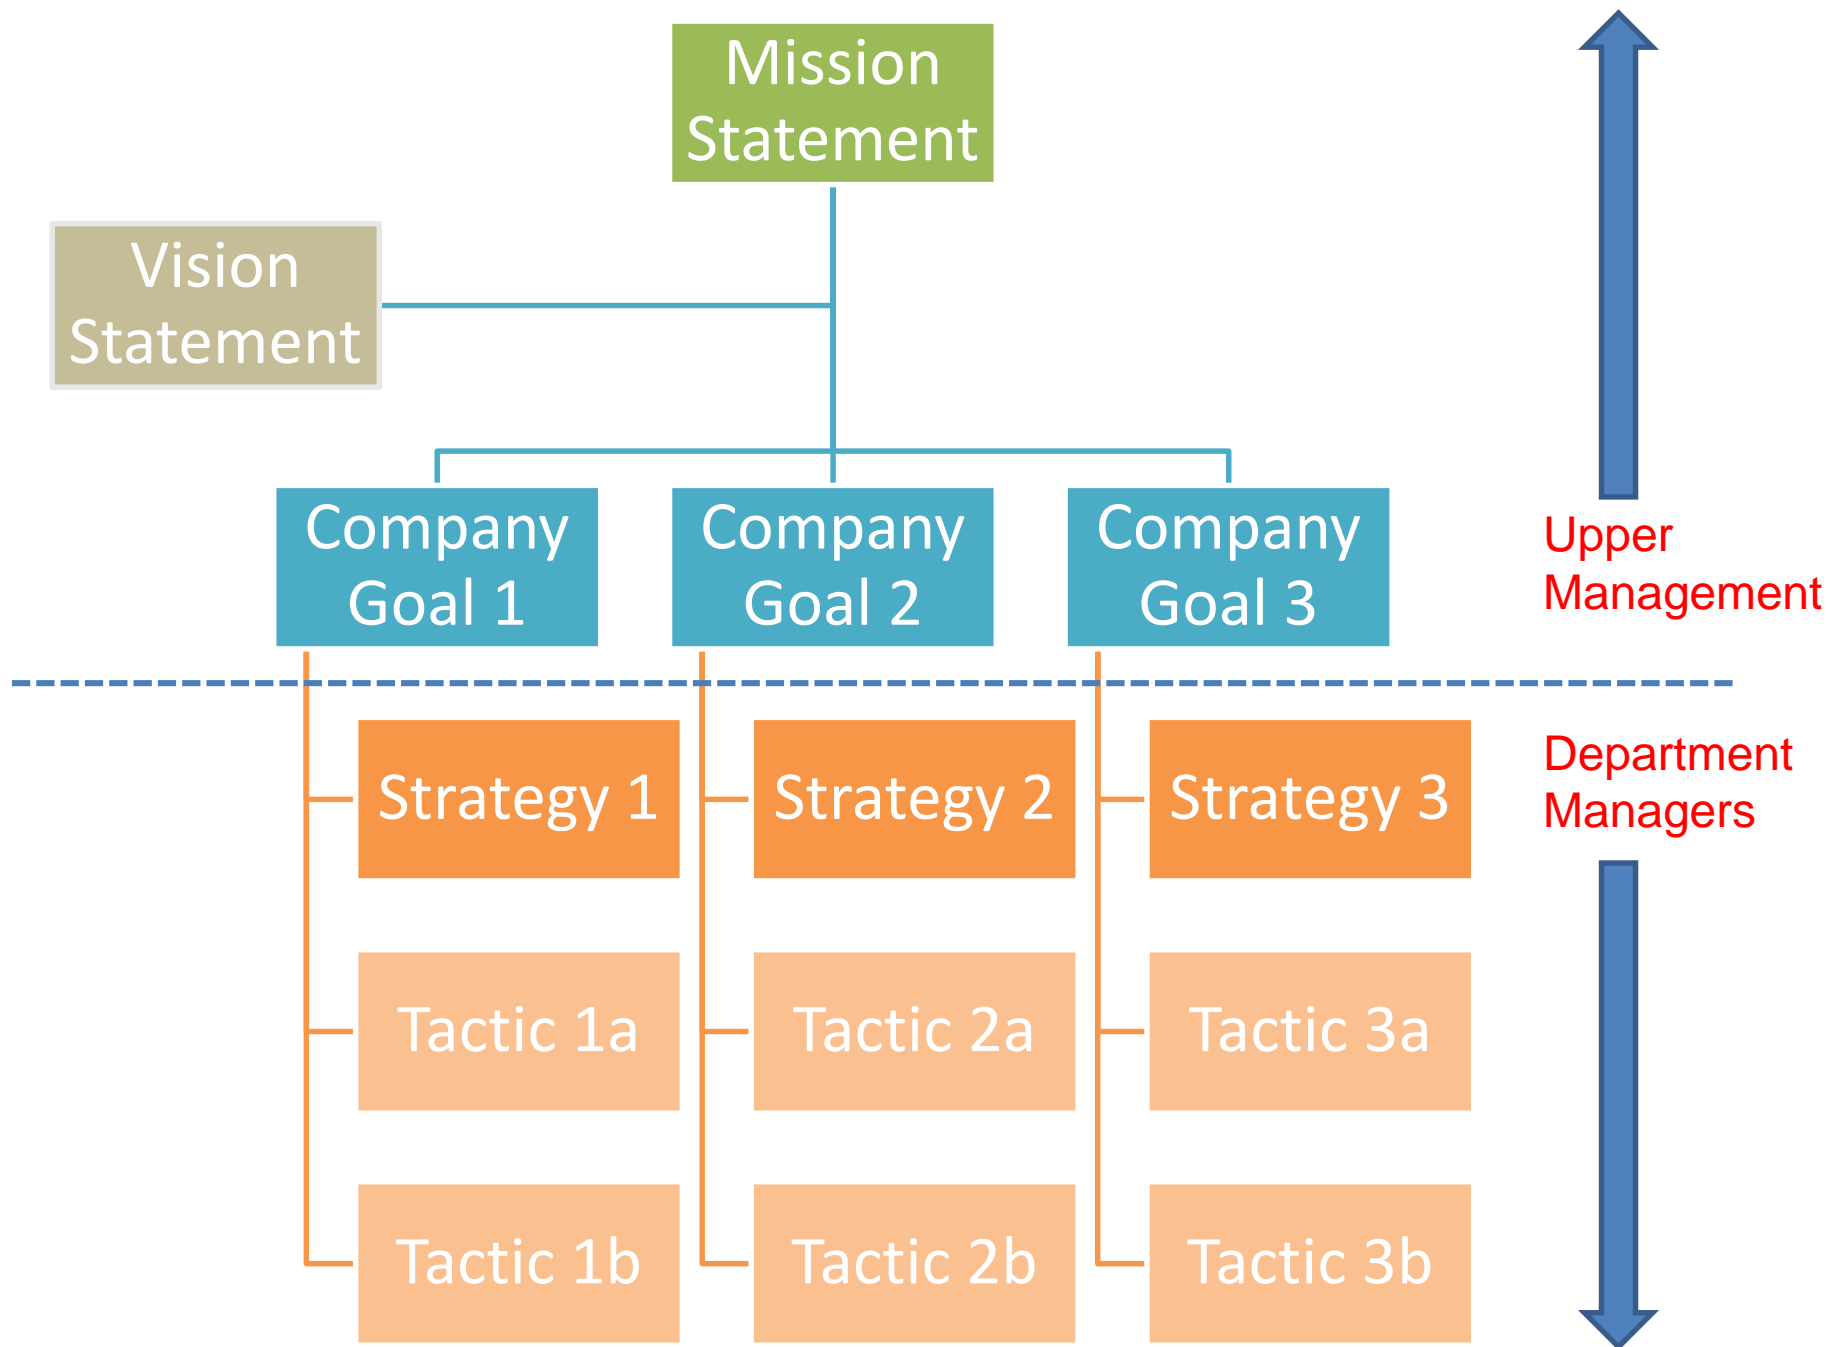 Mission
Statement
Vision
Statement
Company
Goal 1
Company
Goal 2
Company
Goal 3
Upper
Management
Strategy 1
Strategy 2
Strategy 3
Department
Managers
Tactic 1a
Tactic 2a
Tactic 3a
Tactic 1b
Tactic 2b
Tactic 3b